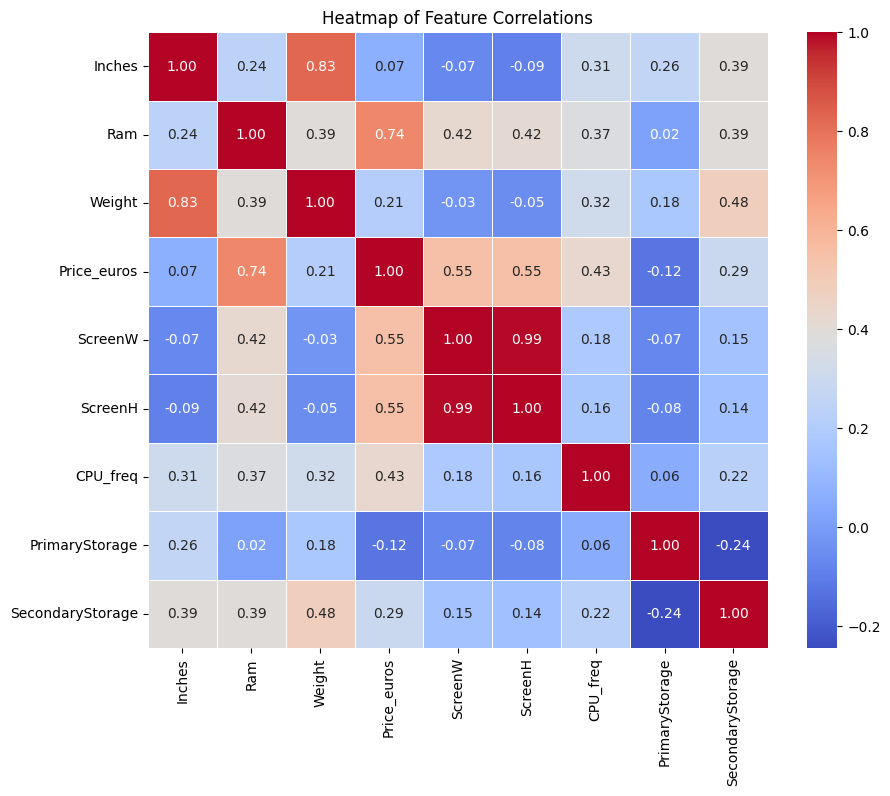 Heatmap of Feature Correlations
Inches 1.00 0.24 0.83 0.07 -0.07 -0.09 0.31 0.26 0.39
Ram 0.24 1.00 0.39 0.74 0.42 0.42 0.37 0.02 0.39
Weight 0.83 0.39 1.00 0.21 -0.03 -0.05 0.32 0.18 0.48
Price_euros 0.07 0.74 0.21 1.00 0.55 0.55 0.43 -0.12 0.29
ScreenW -0.07 0.42 -0.03 0.55 1.00 0.99 0.18 -0.07 0.15
ScreenH -0.09 0.42 -0.05 0.55 0.99 1.00 0.16 -0.08 0.14
CPU_freq 0.31 0.37 0.32 0.43 0.18 0.16 1.00 0.06 0.22
PrimaryStorage 0.26 0.02 0.18 -0.12 -0.07 -0.08 0.06 1.00 -0.24
SecondaryStorage 0.39 0.39 0.48 0.29 0.15 0.14 0.22 -0.24 1.00
Inches Ram Weight Price_euros ScreenW ScreenH CPU_freq PrimaryStorage SecondaryStorage
1.0
0.8
0.6
0.4
0.2
0.0
−0.2